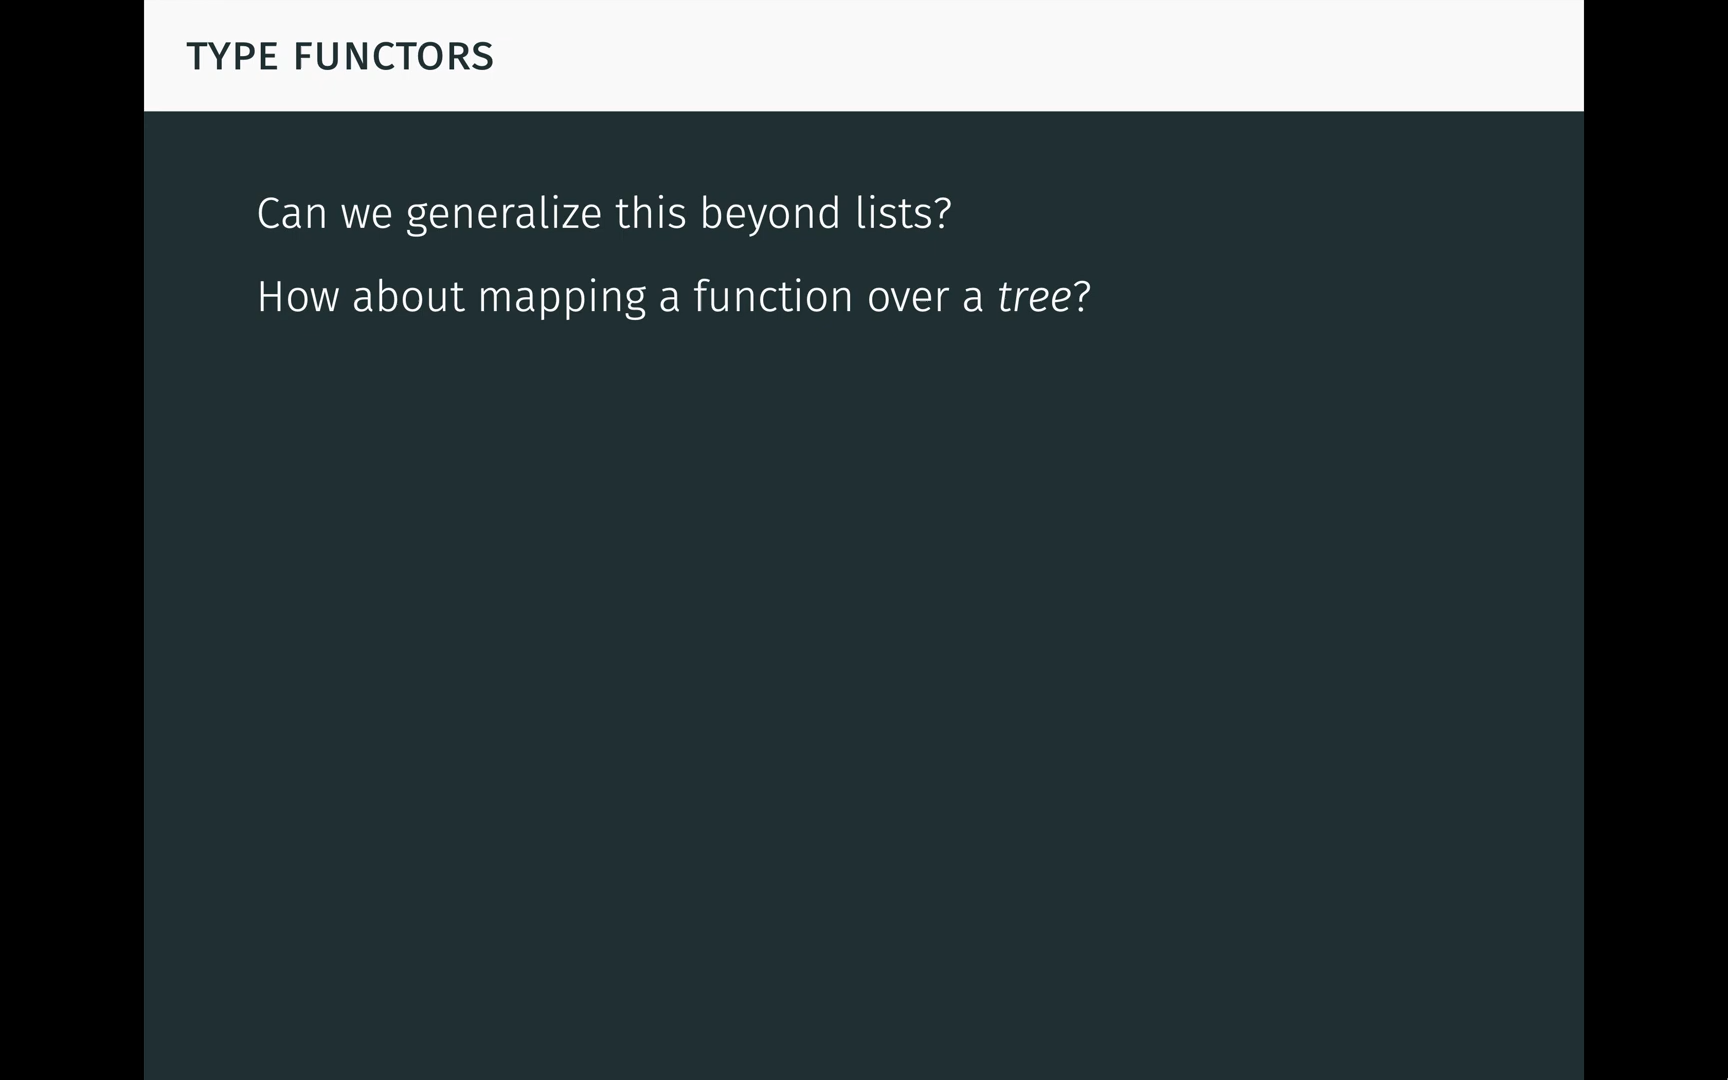 TYPE FUNCTORS
Can we generalize this beyond lists?
How about mapping a function over a tree?